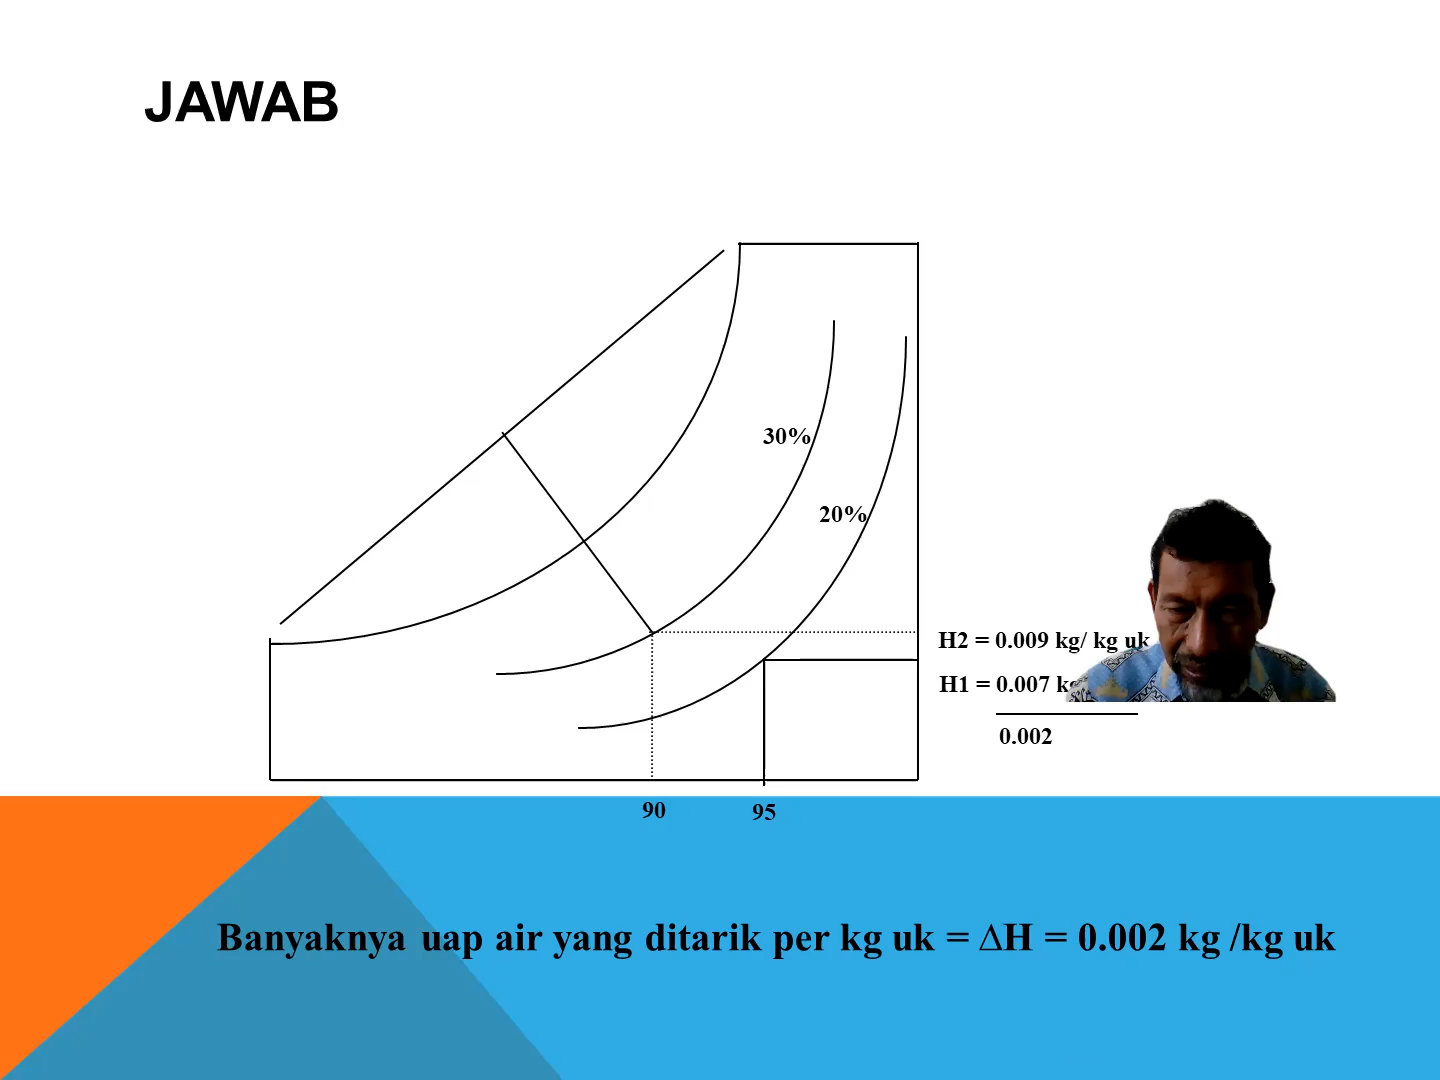 JAWAB
30%
20%
H2 = 0.009 kg/ kg uk
H1 = 0.007
0.002
90
95
Banyaknya uap air yang ditarik per kg uk = ΔH = 0.002 kg /kg uk